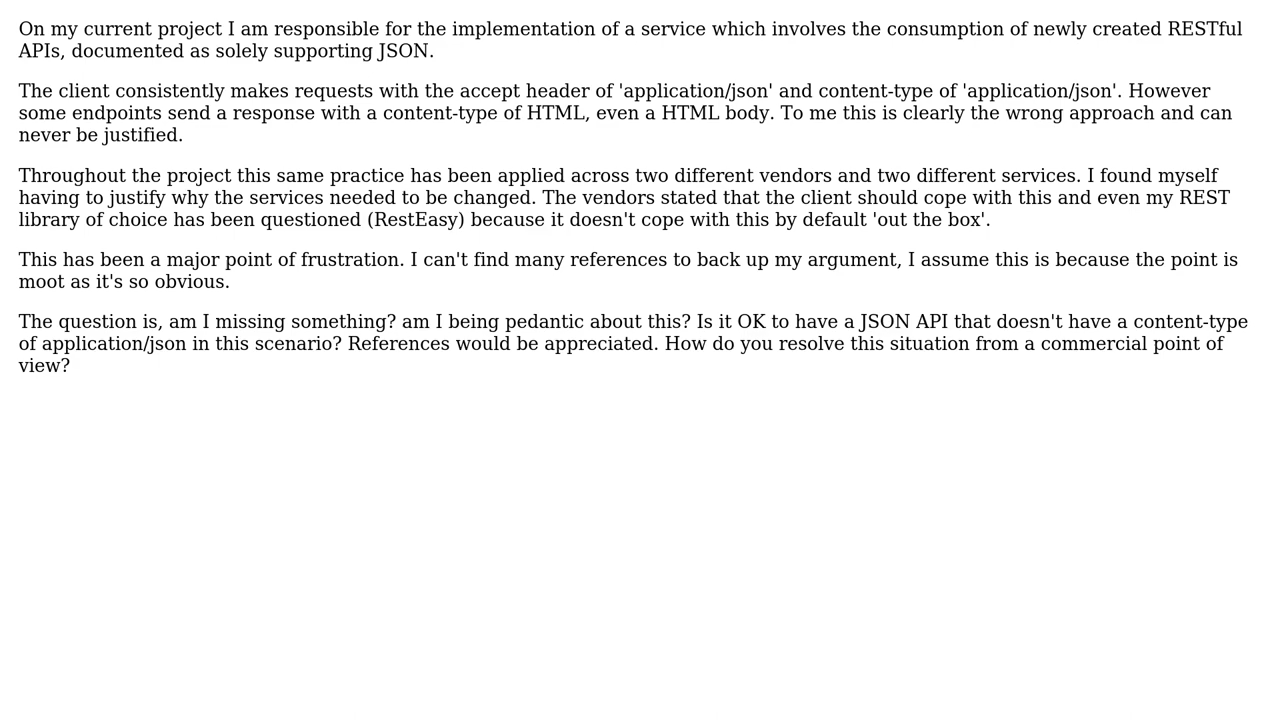 On my current project I am responsible for the implementation of a service which involves the consumption of newly created RESTful
APIs, documented as solely supporting JSON.
The client consistently makes requests with the accept header of 'application/json' and content-type of 'application/json'. However
some endpoints send a response with a content-type of HTML, even a HTML body. To me this is clearly the wrong approach and can
never be justified.
Throughout the project this same practice has been applied across two different vendors and two different services. I found myself
having to justify why the services needed to be changed. The vendors stated that the client should cope with this and even my REST
library of choice has been questioned (RestEasy) because it doesn't cope with this by default 'out the box'.
This has been a major point of frustration. I can't find many references to back up my argument, I assume this is because the point is
moot as it's so obvious.
The question is, am I missing something? am I being pedantic about this? Is it OK to have a JSON API that doesn't have a content-type
of application/json in this scenario? References would be appreciated. How do you resolve this situation from a commercial point of
view?